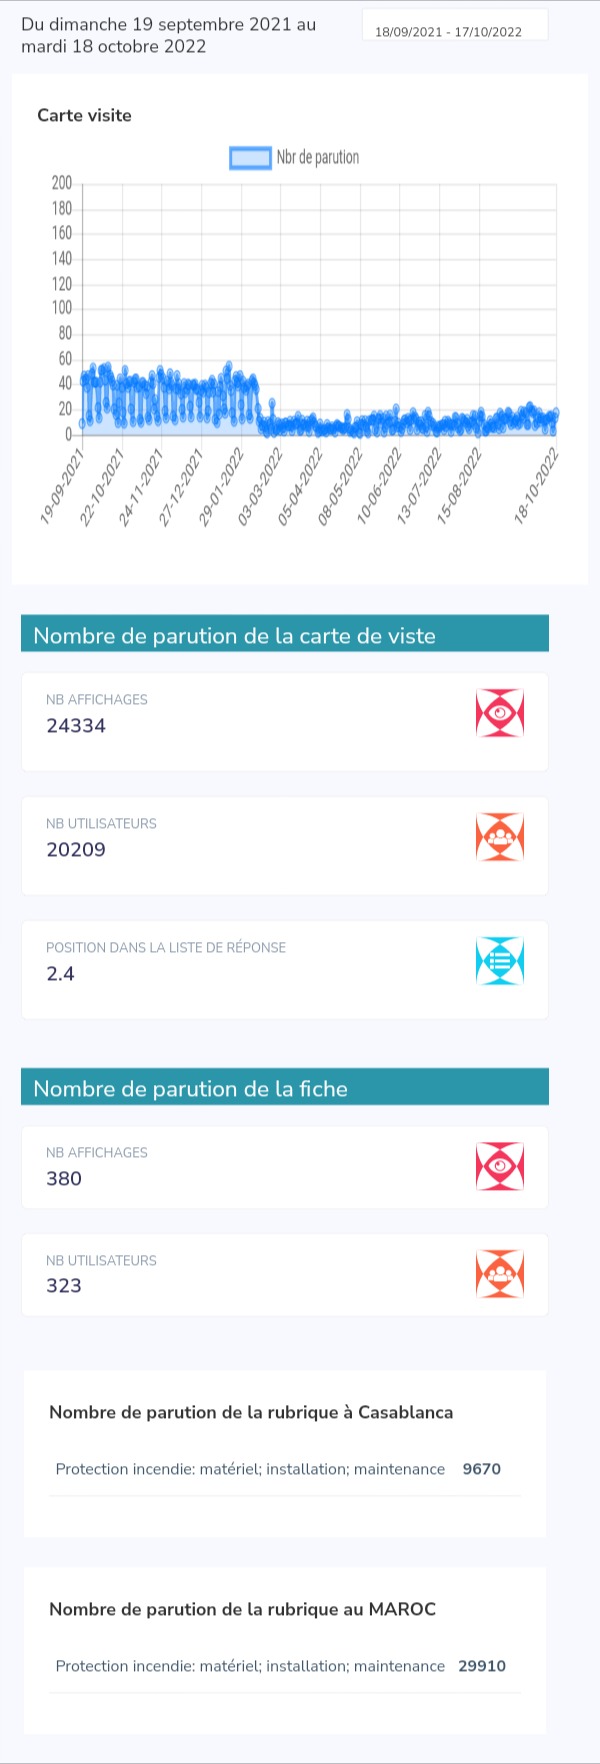 Du dimanche 19 septembre 2021 au
mardi 18 octobre 2022
18/09/2021 - 17/10/2022
Carte visite
Nbr de parution
200
180
160
140
120
100
80
60
40
20
0
19-09-2021
22-10-2021
24-11-2021
27-12-2021
29-01-2022
03-03-2022
05-04-2022
08-05-2022
10-06-2022
13-07-2022
15-08-2022
18-10-2022
Nombre de parution de la carte de viste
NB AFFICHAGES
24334
NB UTILISATEURS
20209
POSITION DANS LA LISTE DE RÉPONSE
2.4
Nombre de parution de la fiche
NB AFFICHAGES
380
NB UTILISATEURS
323
Nombre de parution de la rubrique à Casablanca
Protection incendie: matériel; installation; maintenance 9670
Nombre de parution de la rubrique au MAROC
Protection incendie: matériel; installation; maintenance 29910